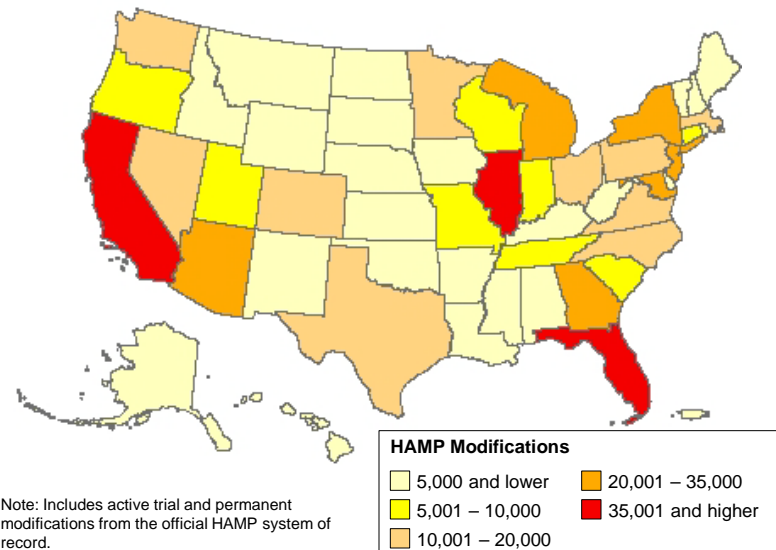 HAMP Modifications
5,000 and lower
20,001 – 35,000
5,001 – 10,000
35,001 and higher
10,001 – 20,000
Note: Includes active trial and permanent
modifications from the official HAMP system of
record.